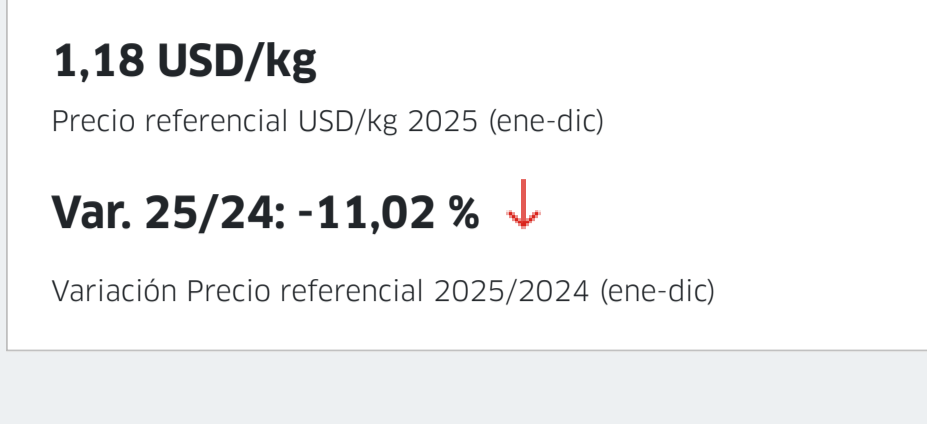 1,18 USD/kg
Precio referencial USD/kg 2025 (ene-dic)
Var. 25/24: -11,02 %
Variación Precio referencial 2025/2024 (ene-dic)